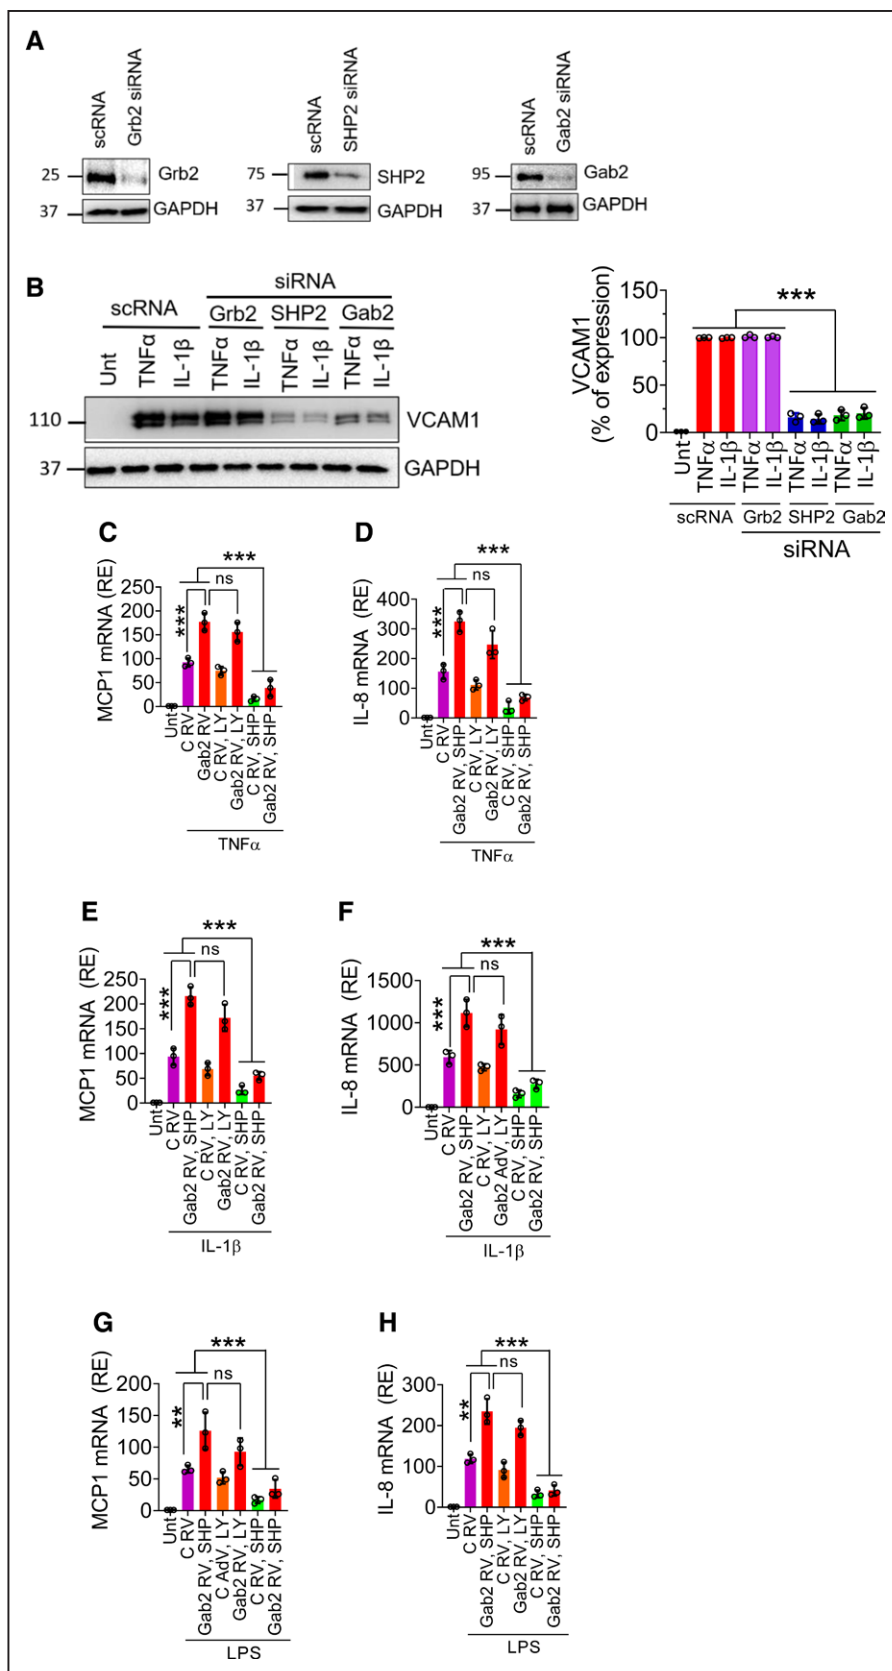 A
scRNA
Grb2 siRNA
25
Grb2
37
GAPDH
scRNA
SHP2 siRNA
75
SHP2
37
GAPDH
scRNA
Gab2 siRNA
95
Gab2
37
GAPDH
B
siRNA
scRNA
Grb2 SHP2 Gab2
Unt
TNFα
IL-1β
TNFα
IL-1β
TNFα
IL-1β
TNFα
IL-1β
110
VCAM1
37
GAPDH
VCAM1
(% of expression)
150
100
50
0
***
Unt
TNFα
IL-1β
TNFα
IL-1β
TNFα
IL-1β
TNFα
IL-1β
scRNA Grb2 SHP2 Gab2
siRNA
C
MCP1 mRNA (RE)
250
200
150
100
50
0
***
ns
***
Unt
C RV
Gab2 RV
C RV, LY
Gab2 RV, LY
C RV, SHP
Gab2 RV, SHP
TNFα
D
IL-8 mRNA (RE)
400
300
200
100
0
***
ns
***
Unt
C RV
Gab2 RV, SHP
C RV, LY
Gab2 RV, LY
C RV, SHP
Gab2 RV, SHP
TNFα
E
MCP1 mRNA (RE)
250
200
150
100
50
0
***
ns
***
Unt
C RV
Gab2 RV, SHP
C RV, LY
Gab2 RV, LY
C RV, SHP
Gab2 RV, SHP
IL-1β
F
IL-8 mRNA (RE)
1500
1000
500
0
***
ns
***
Unt
C RV
Gab2 RV, SHP
C RV, LY
Gab2 AdV, LY
C RV, SHP
Gab2 RV, SHP
IL-1β
G
MCP1 mRNA (RE)
200
150
100
50
0
***
ns
**
Unt
C RV
Gab2 RV, SHP
C AdV, LY
Gab2 RV, LY
C RV, SHP
Gab2 RV, SHP
LPS
H
IL-8 mRNA (RE)
300
200
100
0
***
ns
**
Unt
C RV
Gab2 RV, SHP
C RV, LY
Gab2 RV, LY
C RV, SHP
Gab2 RV, SHP
LPS